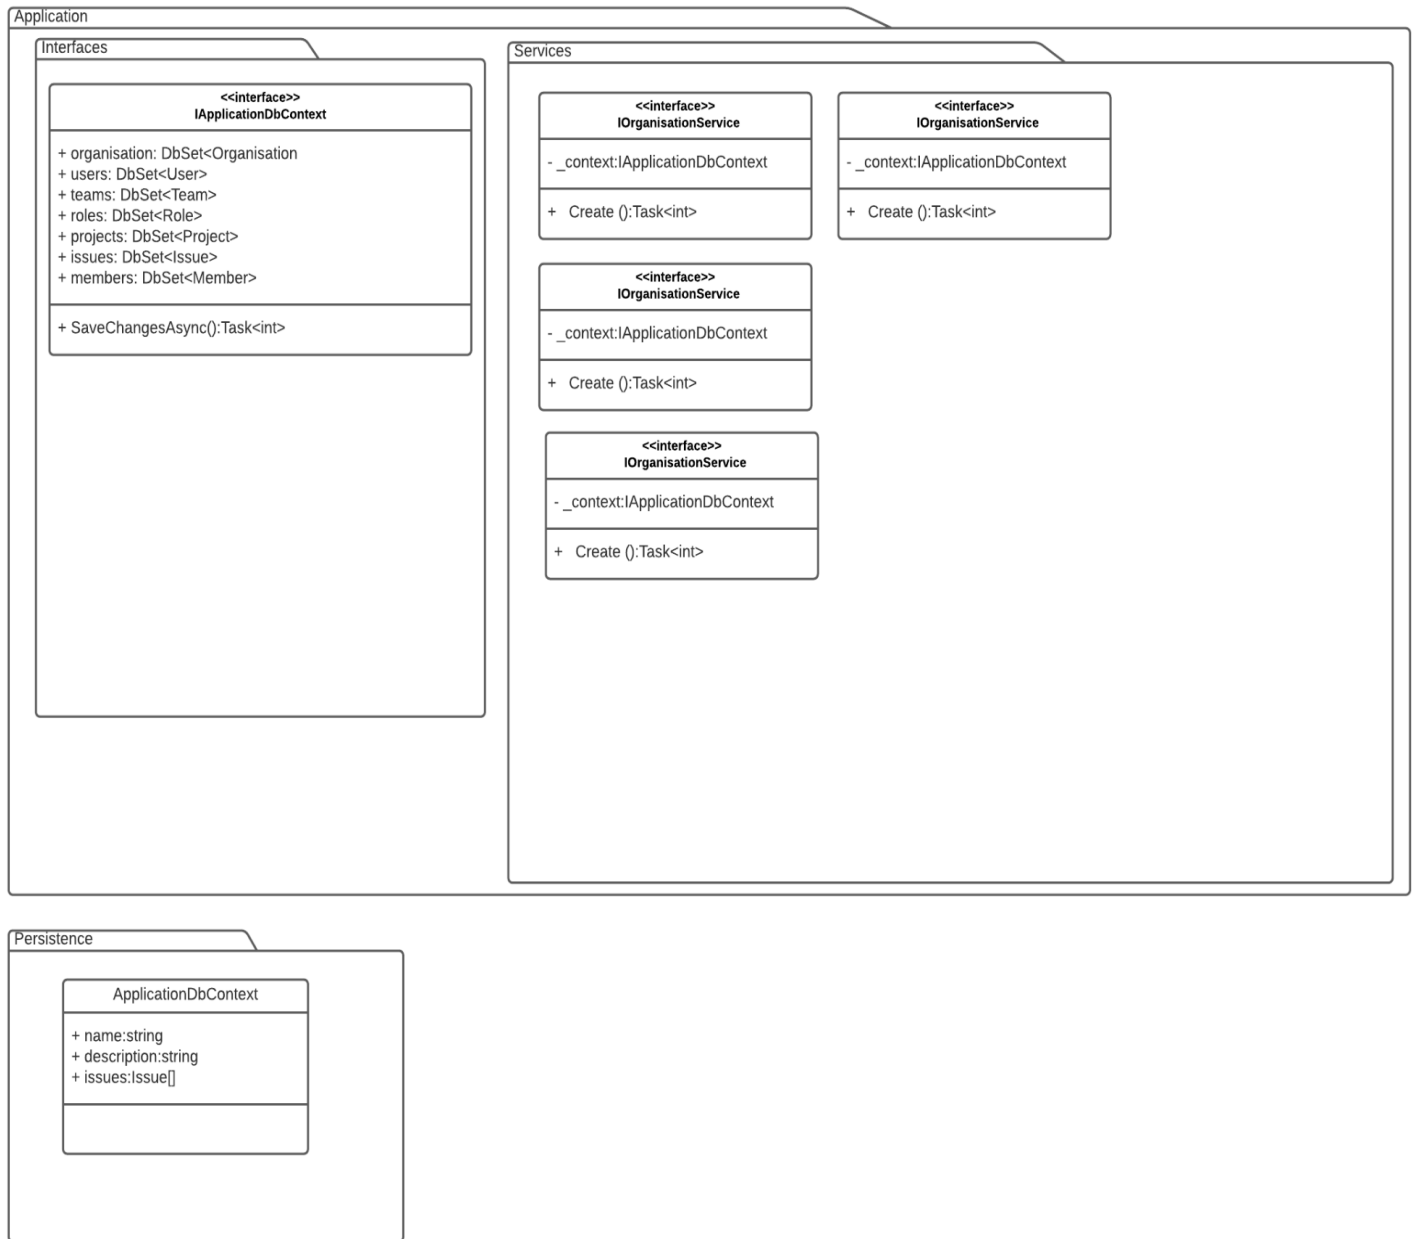 Application
Interfaces
<<interface>>
IApplicationDbContext
+ organisation: DbSet<Organisation
+ users: DbSet<User>
+ teams: DbSet<Team>
+ roles: DbSet<Role>
+ projects: DbSet<Project>
+ issues: DbSet<Issue>
+ members: DbSet<Member>
+ SaveChangesAsync():Task<int>
Services
<<interface>>
IOrganisationService
- _context:IApplicationDbContext
+ Create ():Task<int>
<<interface>>
IOrganisationService
- _context:IApplicationDbContext
+ Create ():Task<int>
<<interface>>
IOrganisationService
- _context:IApplicationDbContext
+ Create ():Task<int>
<<interface>>
IOrganisationService
- _context:IApplicationDbContext
+ Create ():Task<int>
Persistence
ApplicationDbContext
+ name:string
+ description:string
+ issues:Issue[]